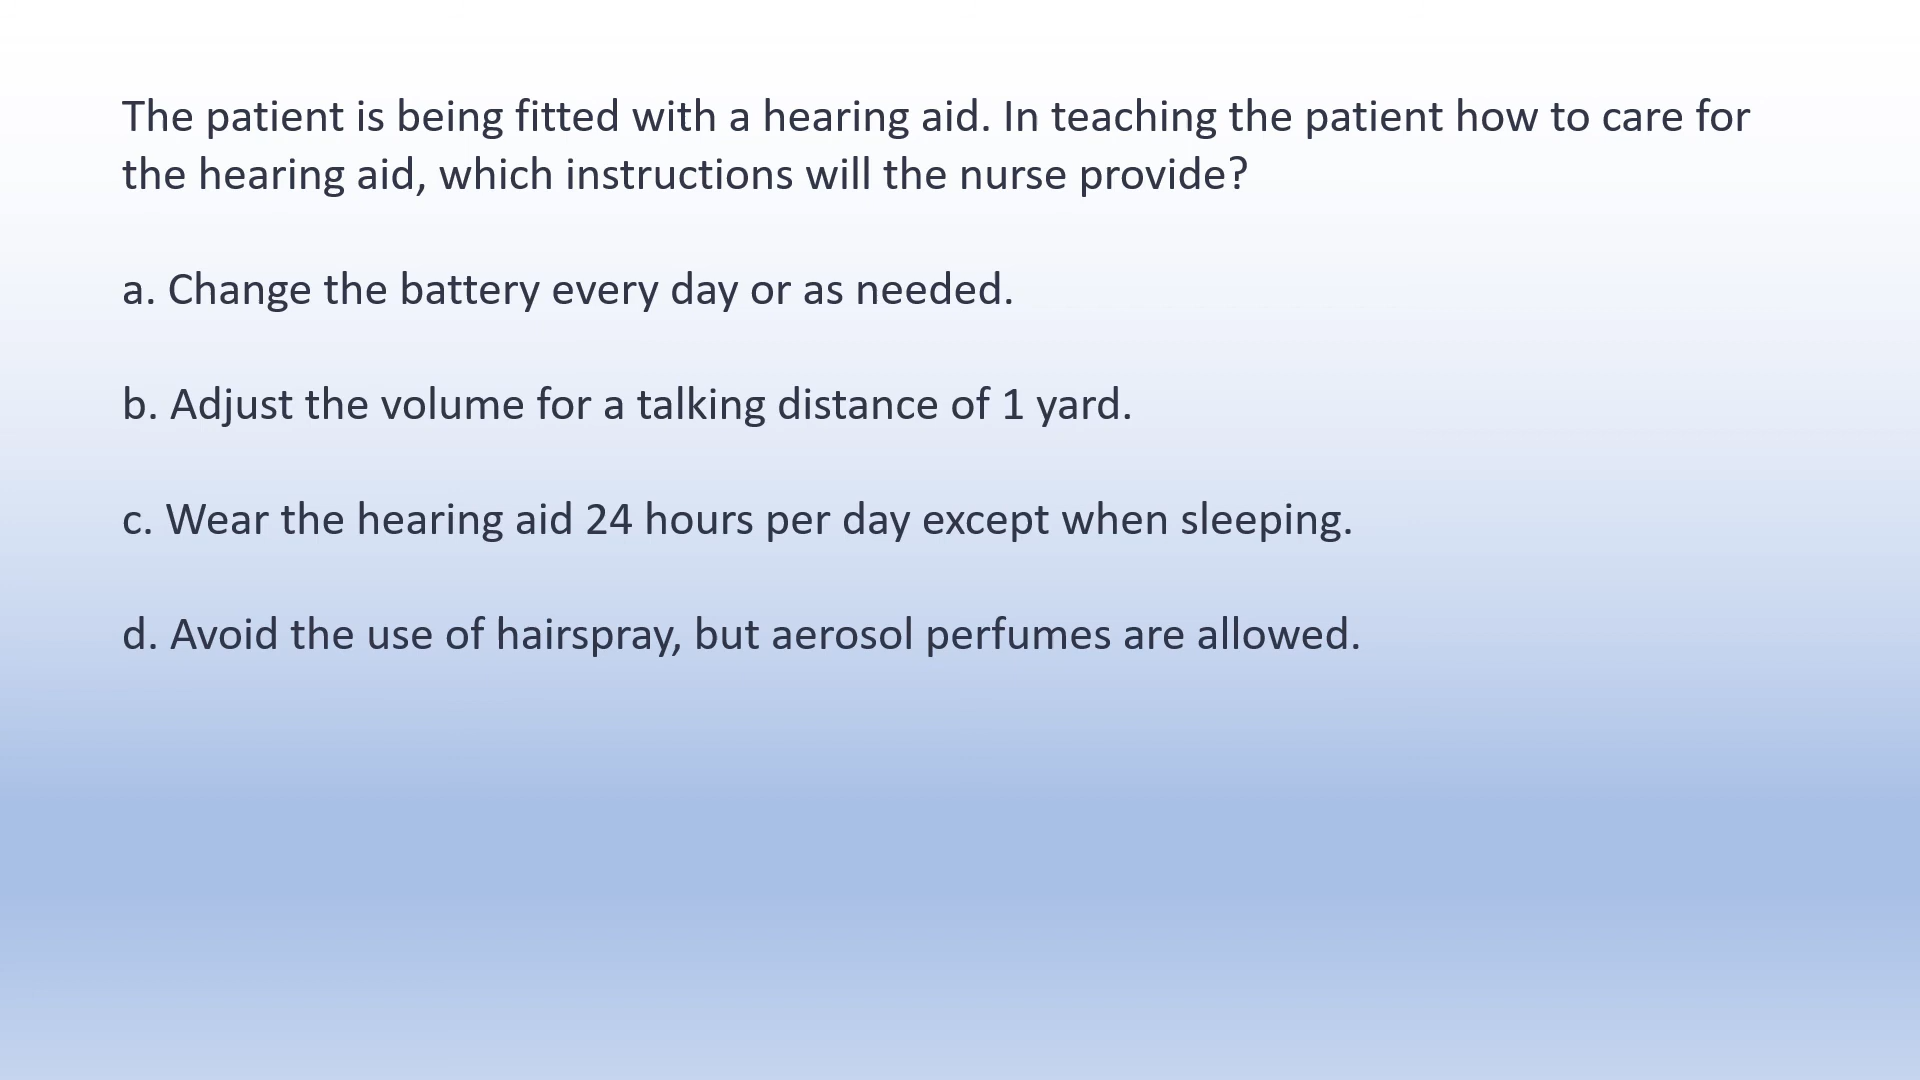 The patient is being fitted with a hearing aid. In teaching the patient how to care for
the hearing aid, which instructions will the nurse provide?
a. Change the battery every day or as needed.
b. Adjust the volume for a talking distance of 1 yard.
c. Wear the hearing aid 24 hours per day except when sleeping.
d. Avoid the use of hairspray, but aerosol perfumes are allowed.